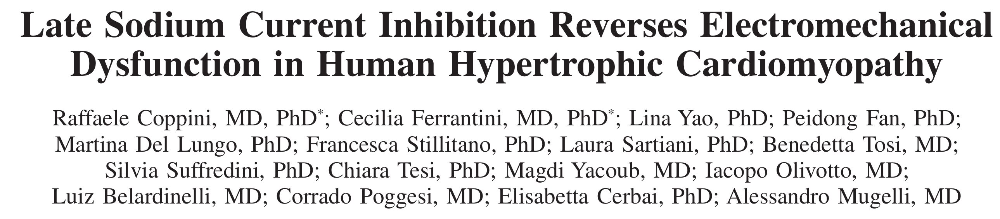 Late Sodium Current Inhibition Reverses Electromechanical
Dysfunction in Human Hypertrophic Cardiomyopathy
Raffaele Coppini, MD, PhD*; Cecilia Ferrantini, MD, PhD*; Lina Yao, PhD; Peidong Fan, PhD;
Martina Del Lungo, PhD; Francesca Stillitano, PhD; Laura Sartiani, PhD; Benedetta Tosi, MD;
Silvia Suffredini, PhD; Chiara Tesi, PhD; Magdi Yacoub, MD; Iacopo Olivotto, MD;
Luiz Belardinelli, MD; Corrado Poggesi, MD; Elisabetta Cerbai, PhD; Alessandro Mugelli, MD